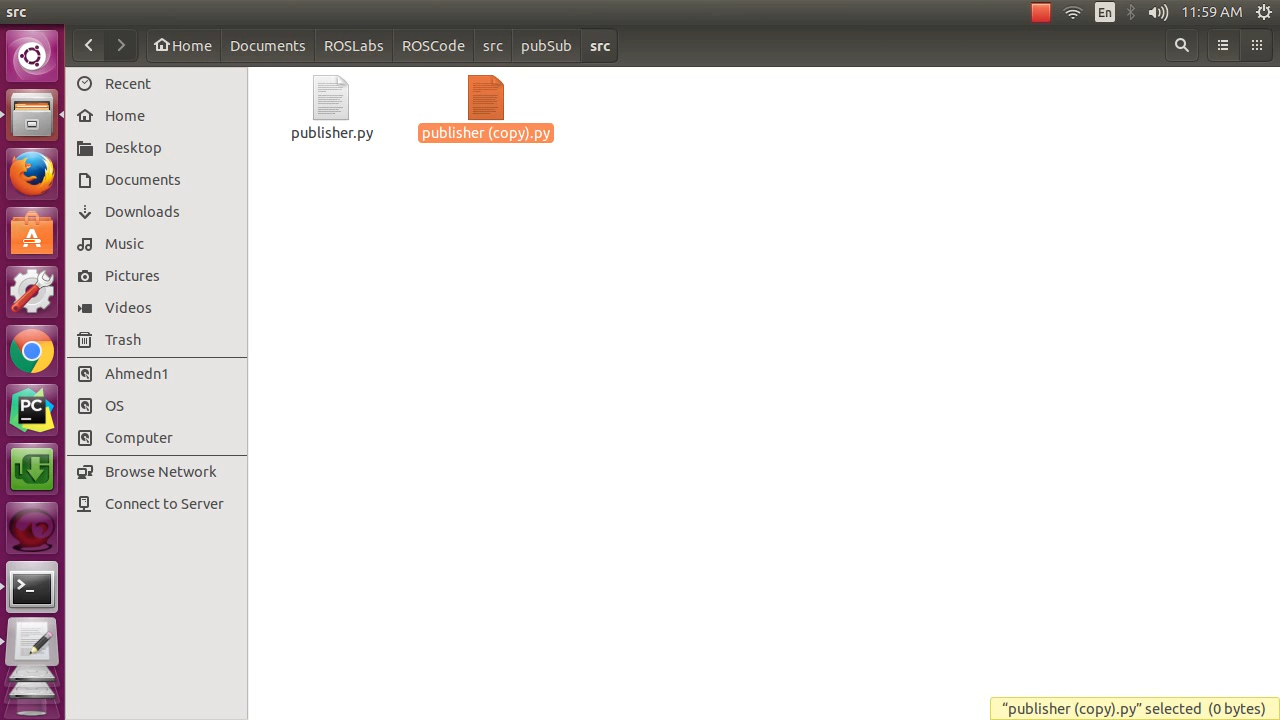 src
En
11:59 AM
Home
Documents
ROSLabs
ROSCode
src
pubSub
src
Recent
Home
Desktop
Documents
Downloads
Music
Pictures
Videos
Trash
Ahmedn1
OS
Computer
Browse Network
Connect to Server
publisher.py
publisher (copy).py
PC
>_
“publisher (copy).py” selected (0 bytes)